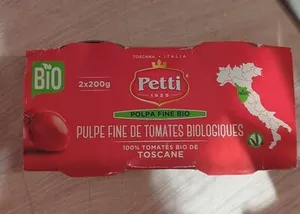 TOSCANA • ITALIA
BIO
2x200g
Petti
1925
POLPA FINE BIO
PULPE FINE DE TOMATES BIOLOGIQUES
100% TOMATES BIO DE
TOSCANE